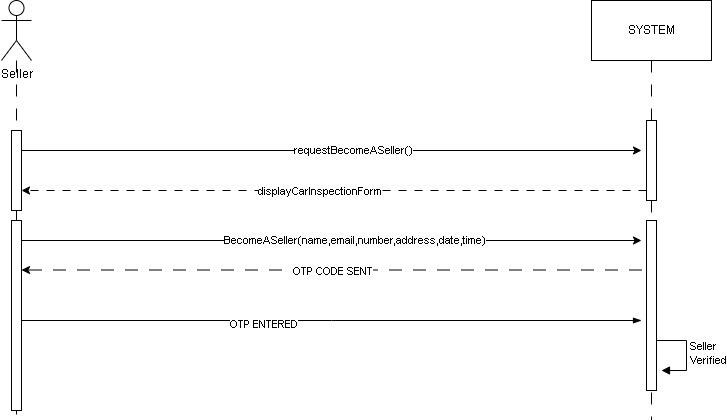 SYSTEM
Seller
requestBecomeASeller()
displayCarInspectionForm
BecomeASeller(name,email,number,address,date,time)
OTP CODE SENT
OTP ENTERED
Seller
Verified